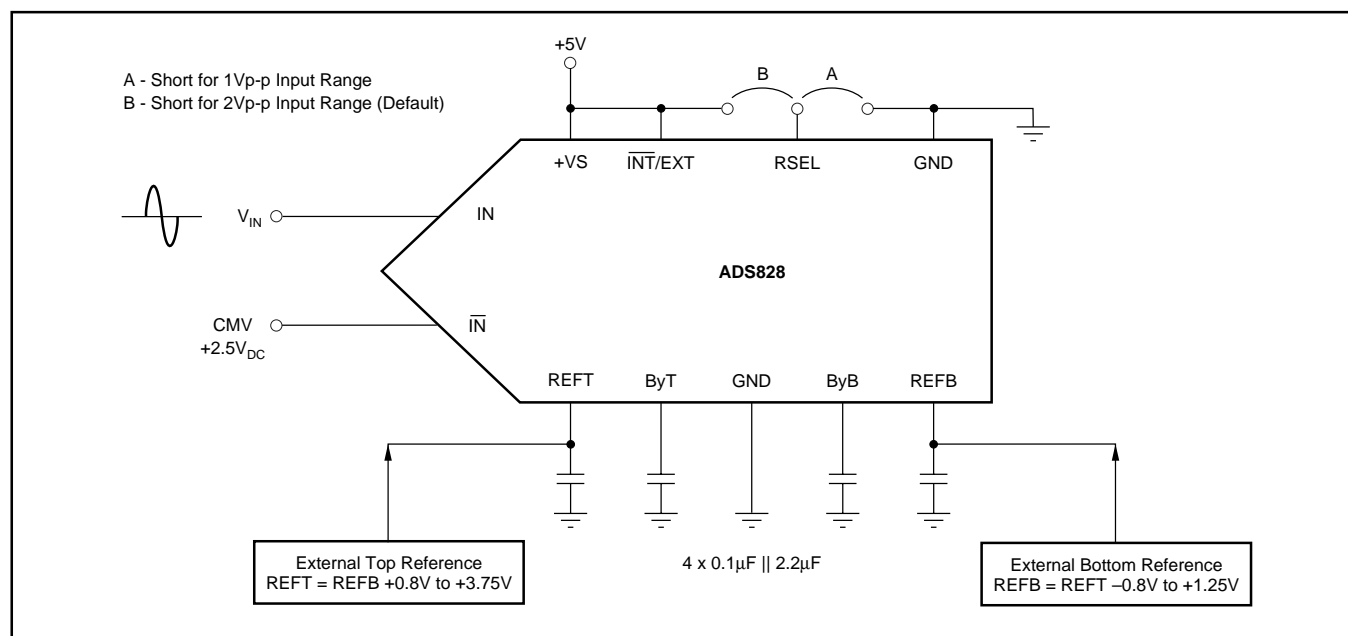 +5V
A - Short for 1Vp-p Input Range
B - Short for 2Vp-p Input Range (Default)
B
A
+VS
INT/EXT
RSEL
GND
VIN
IN
ADS828
CMV
+2.5VDC
IN
REFT
ByT
GND
ByB
REFB
External Top Reference
REFT = REFB +0.8V to +3.75V
4 x 0.1μF || 2.2μF
External Bottom Reference
REFB = REFT –0.8V to +1.25V